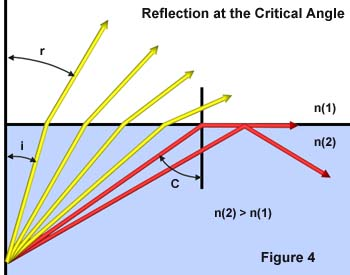 Reflection at the Critical Angle
r
n(1)
i
n(2)
C
n(2) > n(1)
Figure 4